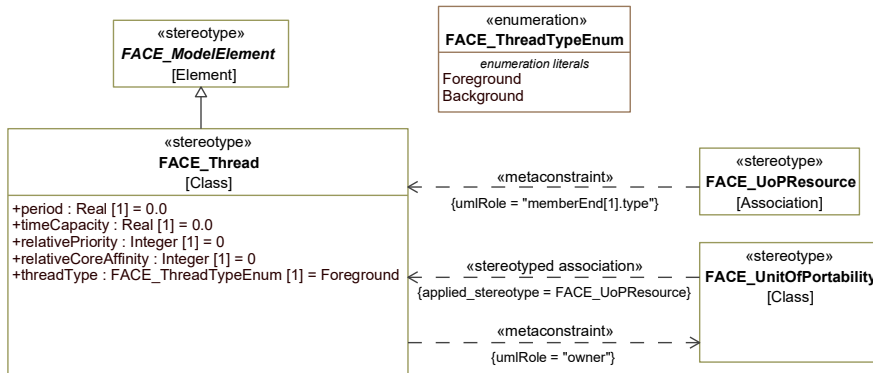 «stereotype»
FACE_ModelElement
[Element]
«enumeration»
FACE_ThreadTypeEnum
enumeration literals
Foreground
Background
«stereotype»
FACE_Thread
[Class]
+period : Real [1] = 0.0
+timeCapacity : Real [1] = 0.0
+relativePriority : Integer [1] = 0
+relativeCoreAffinity : Integer [1] = 0
+threadType : FACE_ThreadTypeEnum [1] = Foreground
«metaconstraint»
{umlRole = "memberEnd[1].type"}
«stereotype»
FACE_UoPResource
[Association]
«stereotyped association»
{applied_stereotype = FACE_UoPResource}
«stereotype»
FACE_UnitOfPortability
[Class]
«metaconstraint»
{umlRole = "owner"}